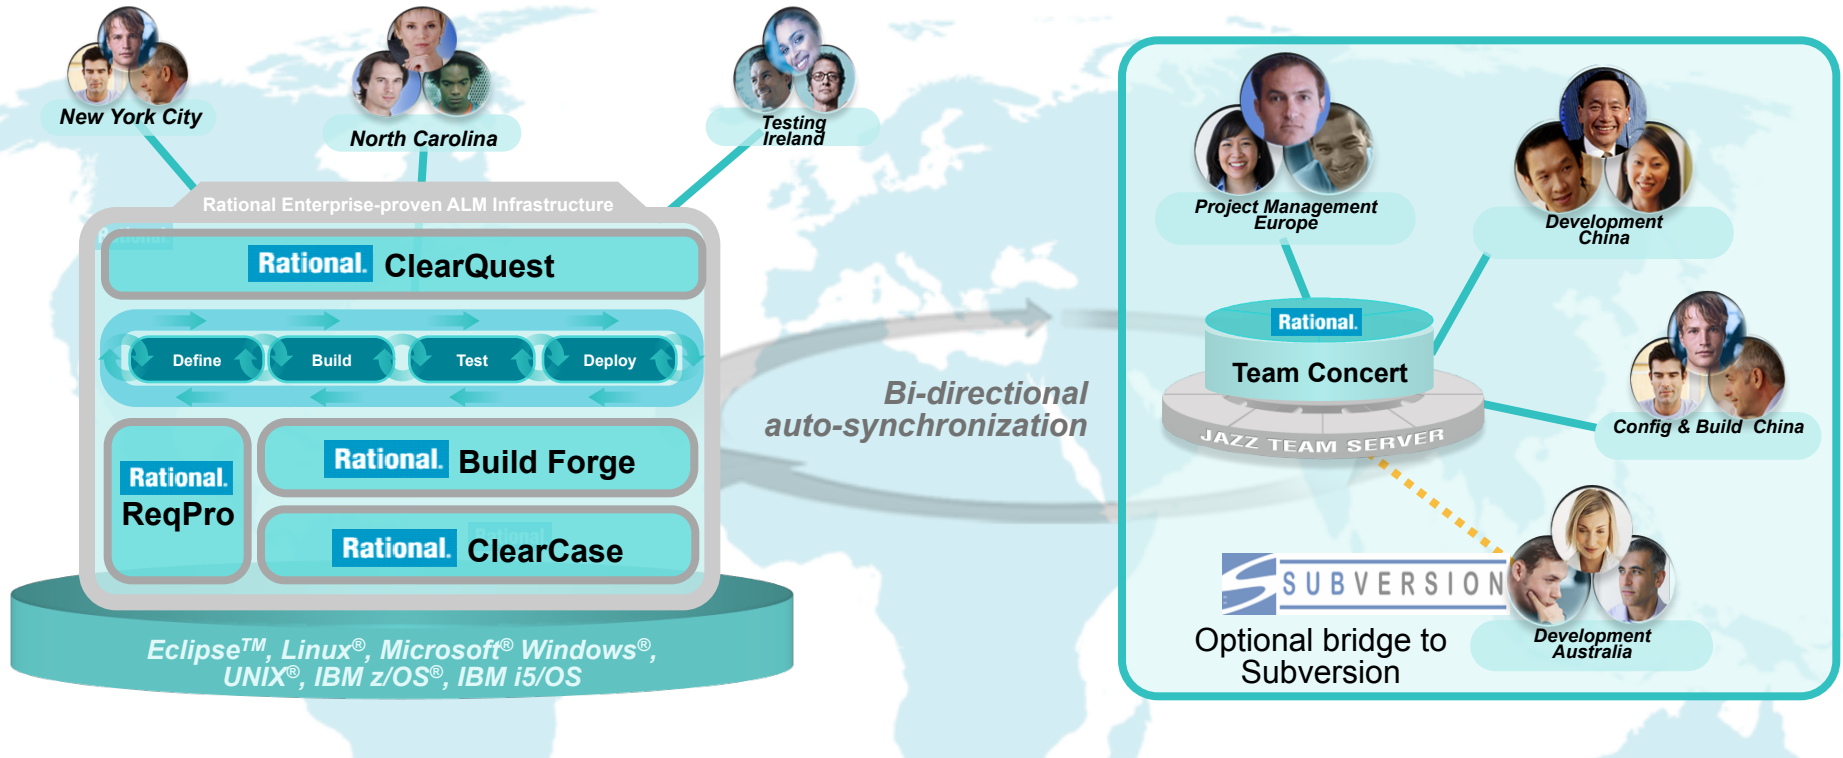 New York City
North Carolina
Testing
Ireland
Rational Enterprise-proven ALM Infrastructure
Rational.
Rational. ClearQuest
Define
Build
Test
Deploy
Rational.
ReqPro
Rational. Build Forge
Rational. ClearCase
Rational.
Eclipse™, Linux®, Microsoft® Windows®,
UNIX®, IBM z/OS®, IBM i5/OS
Bi-directional
auto-synchronization
Project Management
Europe
Development
China
Rational.
Team Concert
JAZZ TEAM SERVER
Config & Build China
SUBVERSION
Optional bridge to
Subversion
Development
Australia